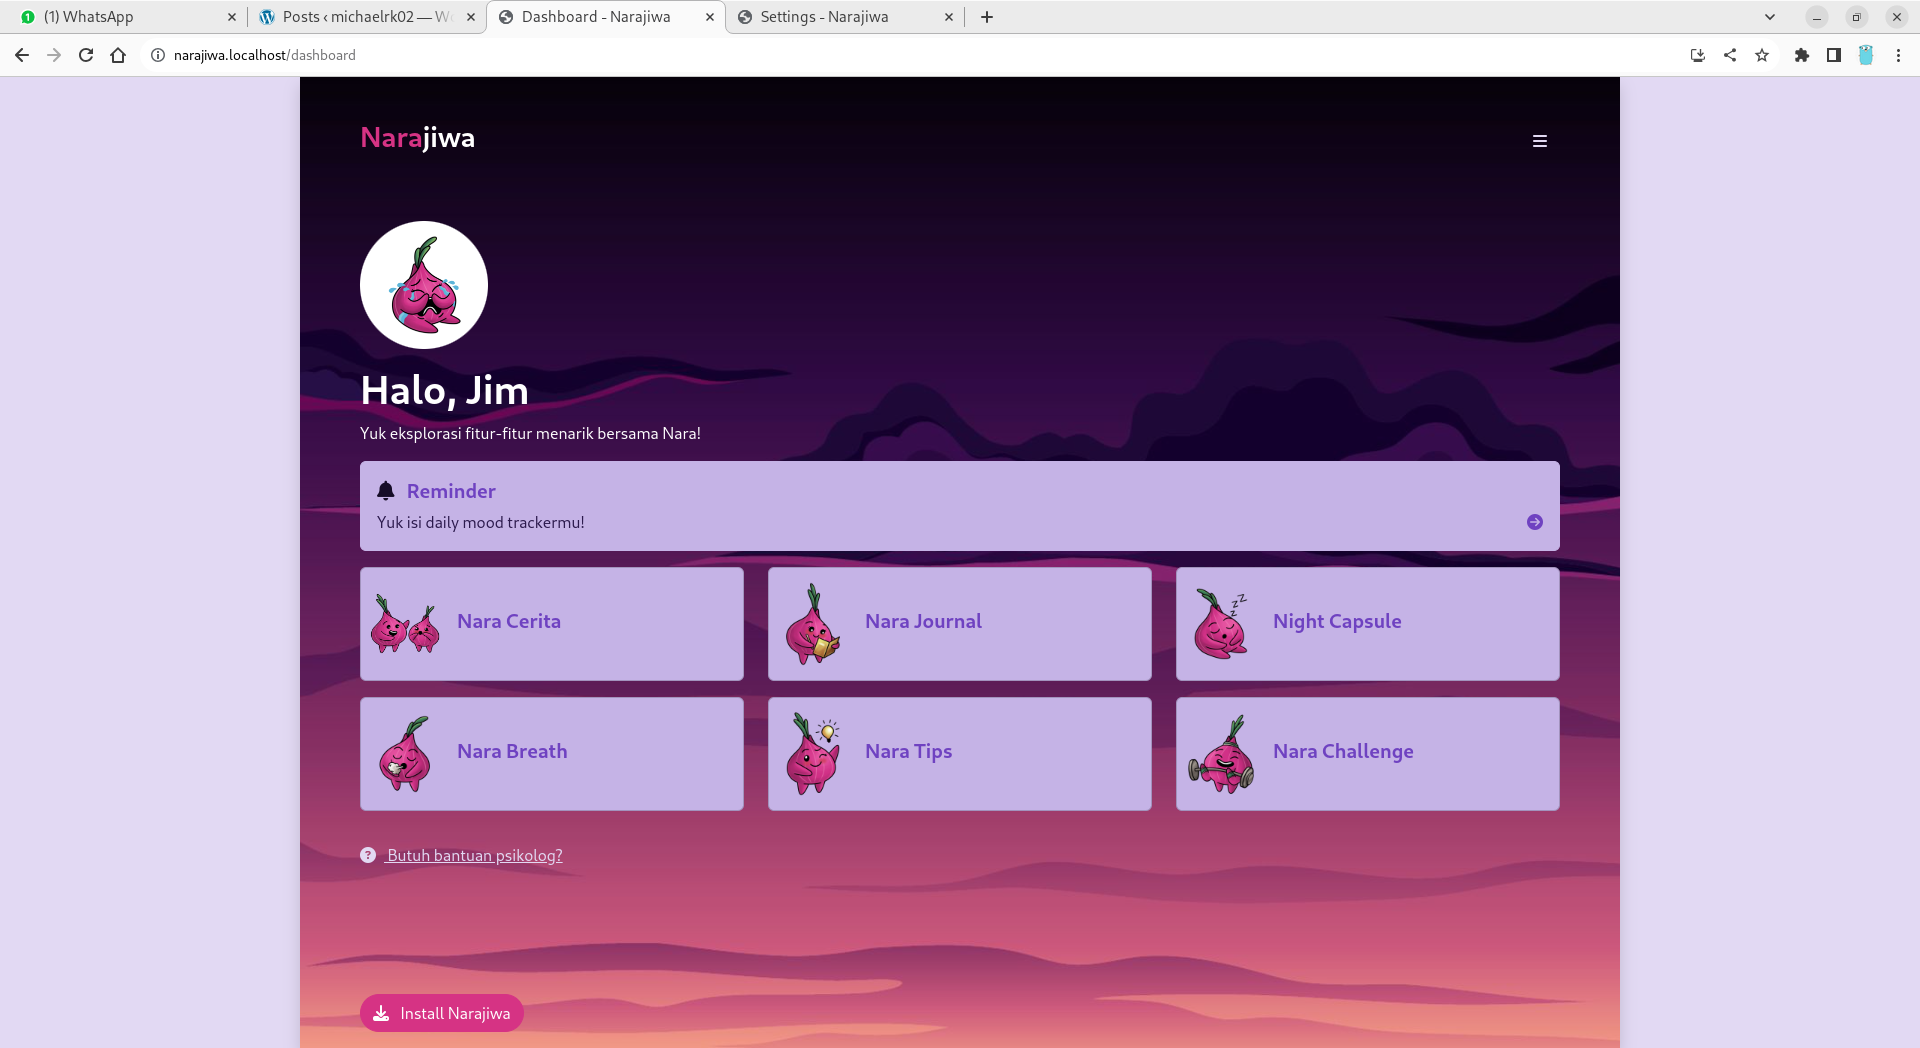 (1) WhatsApp
Posts ‹ michaelrk02 — W
Dashboard - Narajiwa
Settings - Narajiwa
narajiwa.localhost/dashboard
Narajiwa
Halo, Jim
Yuk eksplorasi fitur-fitur menarik bersama Nara!
Reminder
Yuk isi daily mood trackermu!
Nara Cerita
Nara Journal
Night Capsule
Nara Breath
Nara Tips
Nara Challenge
Butuh bantuan psikolog?
Install Narajiwa